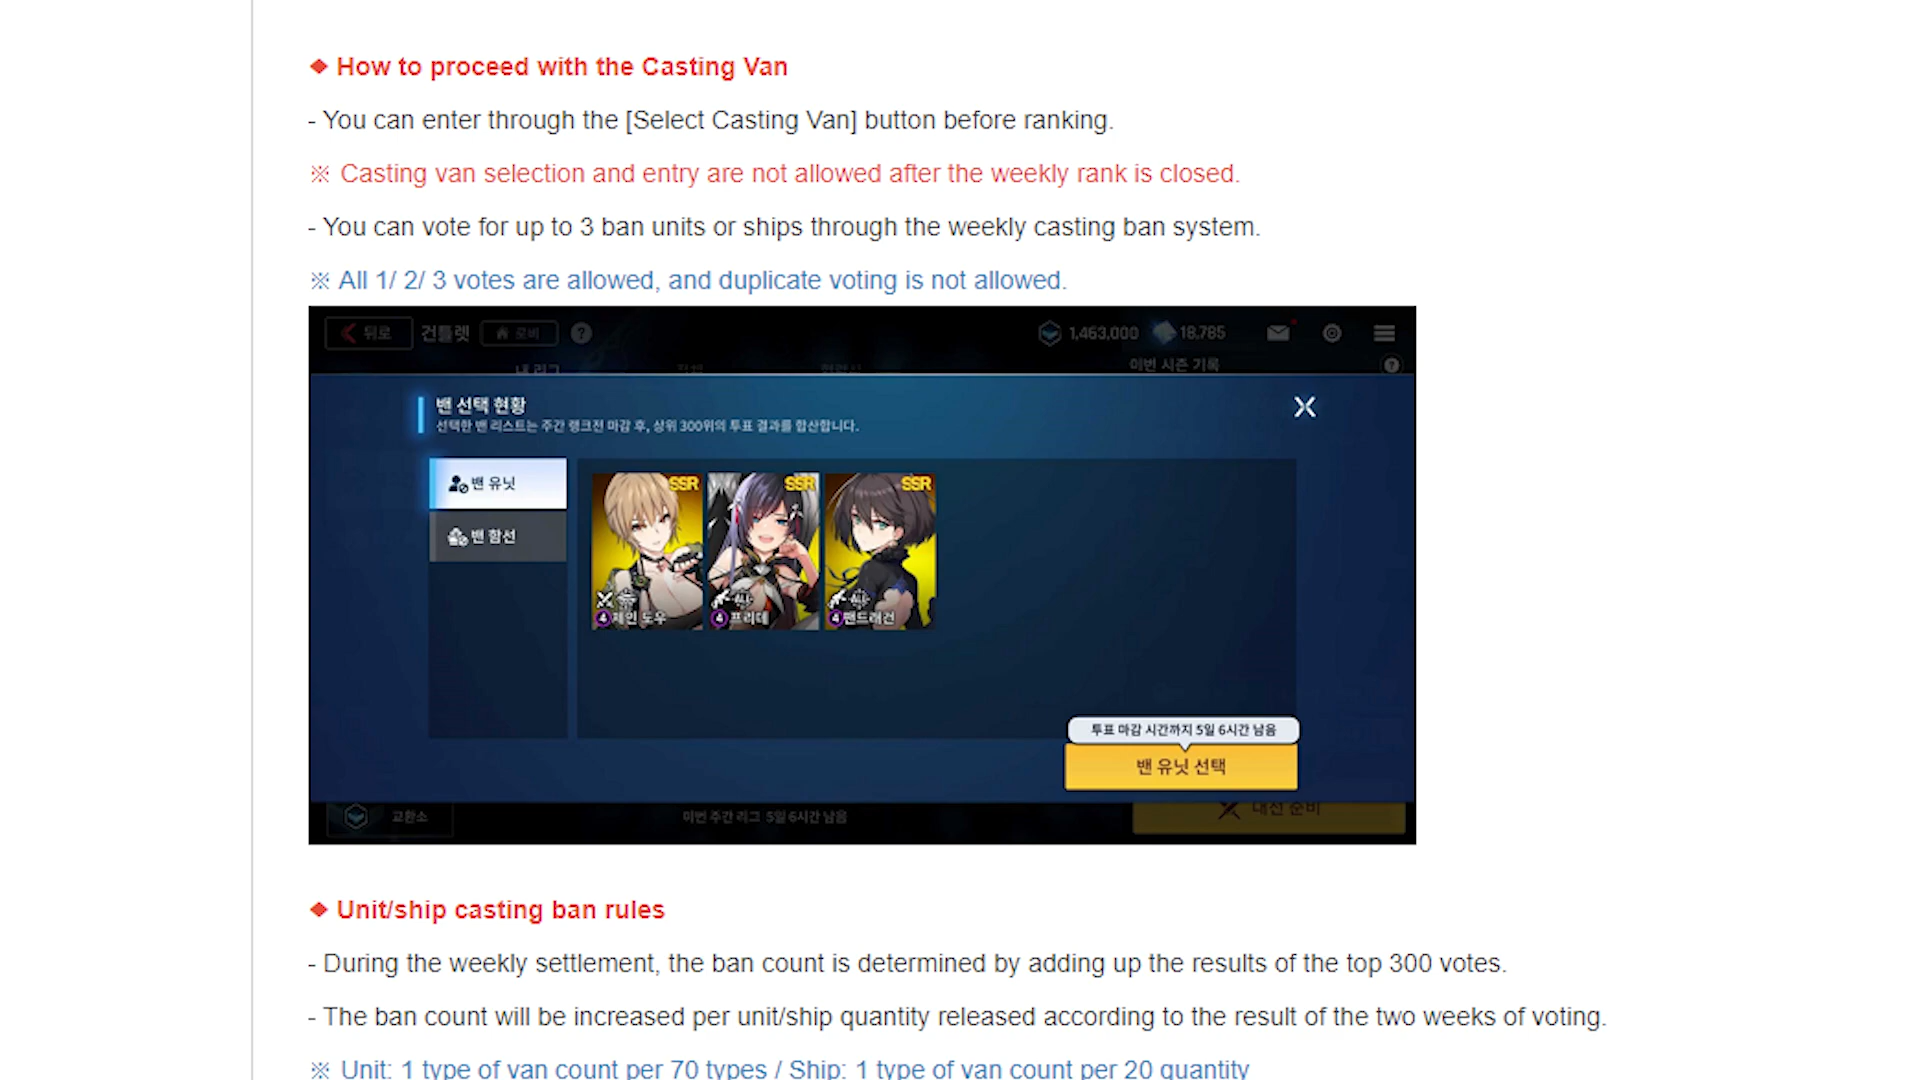 ❖ How to proceed with the Casting Van
- You can enter through the [Select Casting Van] button before ranking.
※ Casting van selection and entry are not allowed after the weekly rank is closed.
- You can vote for up to 3 ban units or ships through the weekly casting ban system.
※ All 1/ 2/ 3 votes are allowed, and duplicate voting is not allowed.
뒤로 건틀렛 로비 ? 1,463,000 18,785
이번 시즌 기록 ?
밴 선택 현황
선택한 밴 리스트는 주간 랭크전 마감 후, 상위 300위의 투표 결과를 합산합니다.
밴 유닛
밴 함선
SSR SSR SSR
4 제인 도우 4 프리데 4 팬드래건
투표 마감 시간까지 5일 6시간 남음
밴 유닛 선택
교환소 이번 주간 리그 5일 6시간 남음 대전 준비
❖ Unit/ship casting ban rules
- During the weekly settlement, the ban count is determined by adding up the results of the top 300 votes.
- The ban count will be increased per unit/ship quantity released according to the result of the two weeks of voting.
※ Unit: 1 type of van count per 70 types / Ship: 1 type of van count per 20 quantity